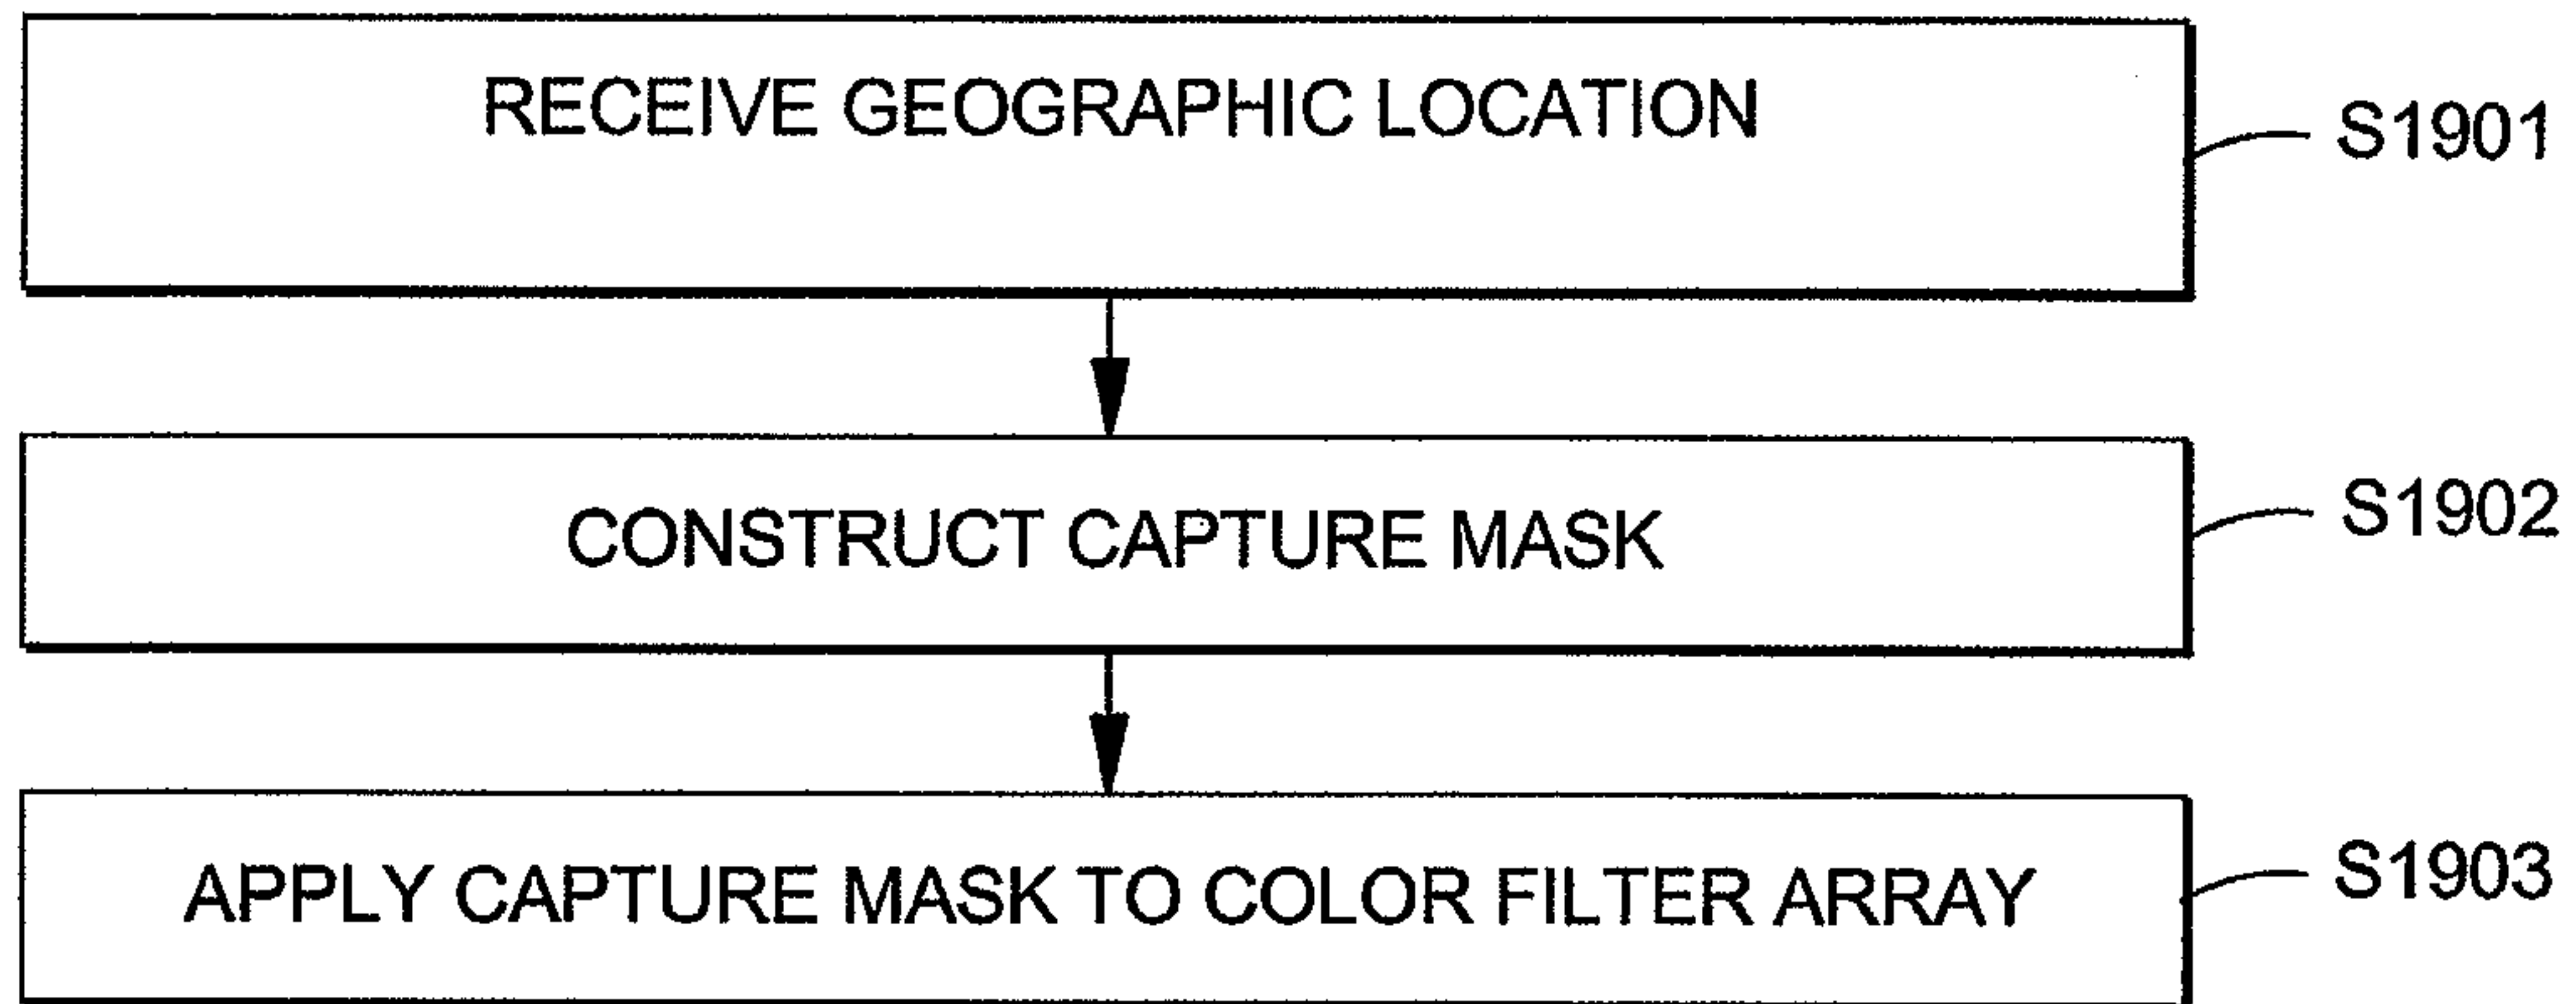 RECEIVE GEOGRAPHIC LOCATION
S1901
CONSTRUCT CAPTURE MASK
S1902
APPLY CAPTURE MASK TO COLOR FILTER ARRAY
S1903